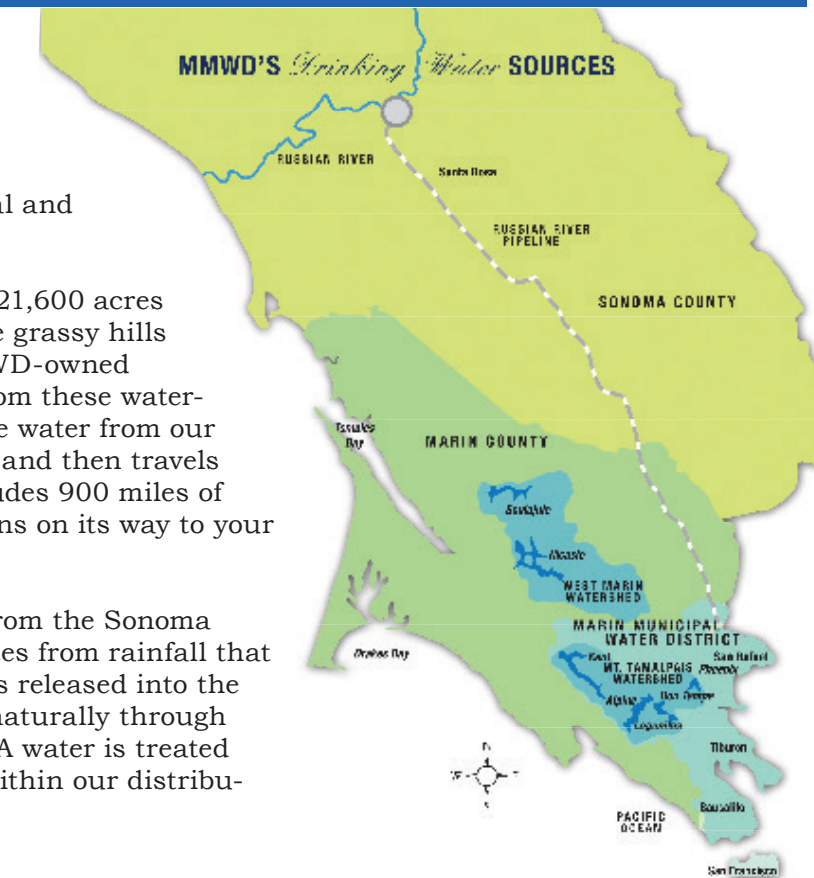 MMWD'S Drinking Water SOURCES
al and
21,600 acres
e grassy hills
WD-owned
om these water-
e water from our
and then travels
udes 900 miles of
ns on its way to your
rom the Sonoma
es from rainfall that
s released into the
naturally through
A water is treated
ithin our distribu-
RUSSIAN RIVER
Santa Rosa
RUSSIAN RIVER
PIPELINE
SONOMA COUNTY
Tomales
Bay
MARIN COUNTY
Soulajule
Nicasio
WEST MARIN
WATERSHED
MARIN MUNICIPAL
WATER DISTRICT
Drakes Bay
Kent
San Rafael
MT. TAMALPAIS
WATERSHED
Phoenix
Alpine
Bon Tempe
Lagunitas
Tiburon
N
W
S
Sausalito
PACIFIC
OCEAN
San Francisco